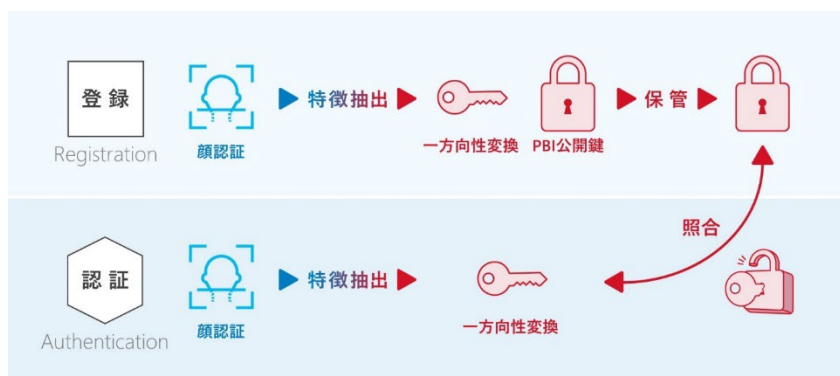 登録
Registration
顔認証
特徴抽出
一方向性変換
PBI公開鍵
保管
照合
認証
Authentication
顔認証
特徴抽出
一方向性変換